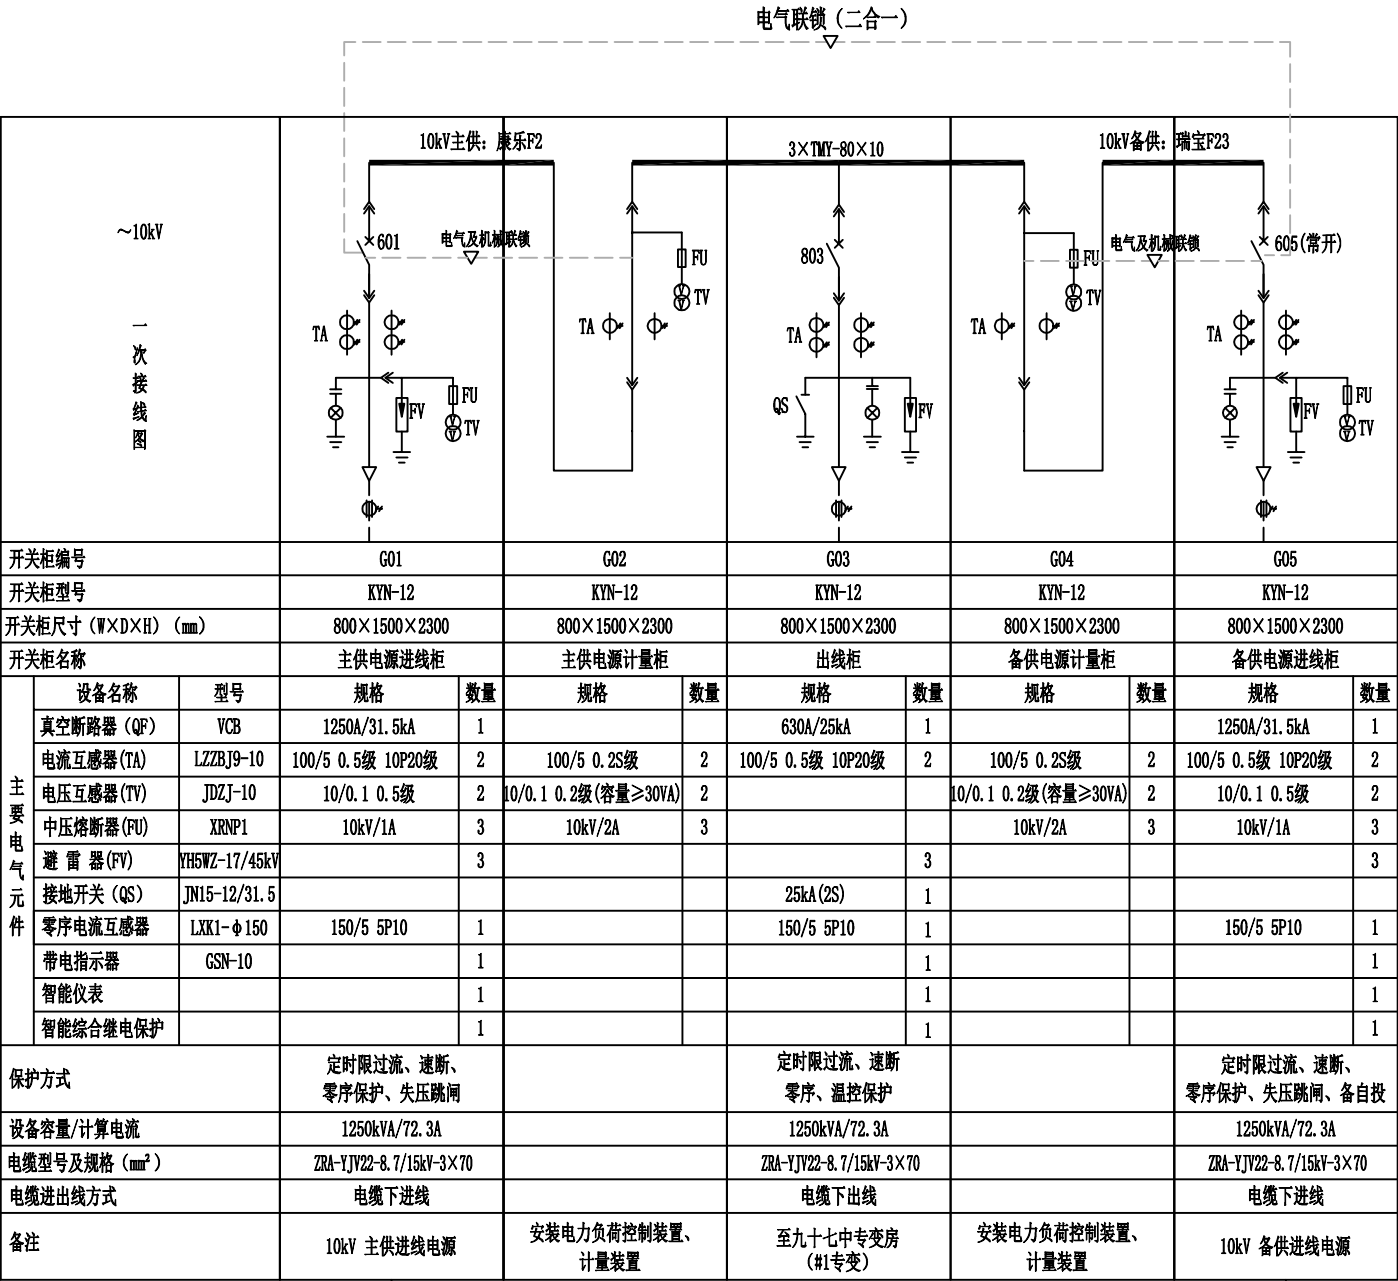 电气联锁（二合一）
10kV主供：康乐F2
3×TMY-80×10
10kV备供：瑞宝F23
～10kV
601
电气及机械联锁
FU
TV
803
FU
电气及机械联锁
605(常开)
TV
一次接线图
TA
TA
TA
TA
TA
FU
FV
TV
QS
FV
FU
FV
TV
开关柜编号 G01 G02 G03 G04 G05
开关柜型号 KYN-12 KYN-12 KYN-12 KYN-12 KYN-12
开关柜尺寸（W×D×H）（mm） 800×1500×2300 800×1500×2300 800×1500×2300 800×1500×2300 800×1500×2300
开关柜名称 主供电源进线柜 主供电源计量柜 出线柜 备供电源计量柜 备供电源进线柜
主要电气元件
设备名称 型号 规格 数量 规格 数量 规格 数量 规格 数量 规格 数量
真空断路器（QF） VCB 1250A/31.5kA 1 630A/25kA 1 1250A/31.5kA 1
电流互感器(TA) LZZBJ9-10 100/5 0.5级 10P20级 2 100/5 0.2S级 2 100/5 0.5级 10P20级 2 100/5 0.2S级 2 100/5 0.5级 10P20级 2
电压互感器(TV) JDZJ-10 10/0.1 0.5级 2 10/0.1 0.2级(容量≥30VA) 2 10/0.1 0.2级(容量≥30VA) 2 10/0.1 0.5级 2
中压熔断器(FU) XRNP1 10kV/1A 3 10kV/2A 3 10kV/2A 3 10kV/1A 3
避 雷 器(FV) YH5WZ-17/45kV 3 3 3
接地开关（QS） JN15-12/31.5 25kA(2S) 1
零序电流互感器 LXK1-ф150 150/5 5P10 1 150/5 5P10 1 150/5 5P10 1
带电指示器 GSN-10 1 1 1
智能仪表 1 1 1
智能综合继电保护 1 1 1
保护方式 定时限过流、速断、 定时限过流、速断 定时限过流、速断、
零序保护、失压跳闸 零序、温控保护 零序保护、失压跳闸、备自投
设备容量/计算电流 1250kVA/72.3A 1250kVA/72.3A 1250kVA/72.3A
电缆型号及规格（mm²） ZRA-YJV22-8.7/15kV-3×70 ZRA-YJV22-8.7/15kV-3×70 ZRA-YJV22-8.7/15kV-3×70
电缆进出线方式 电缆下进线 电缆下出线 电缆下进线
备注 10kV 主供进线电源 安装电力负荷控制装置、 至九十七中专变房 安装电力负荷控制装置、 10kV 备供进线电源
计量装置 （#1专变） 计量装置